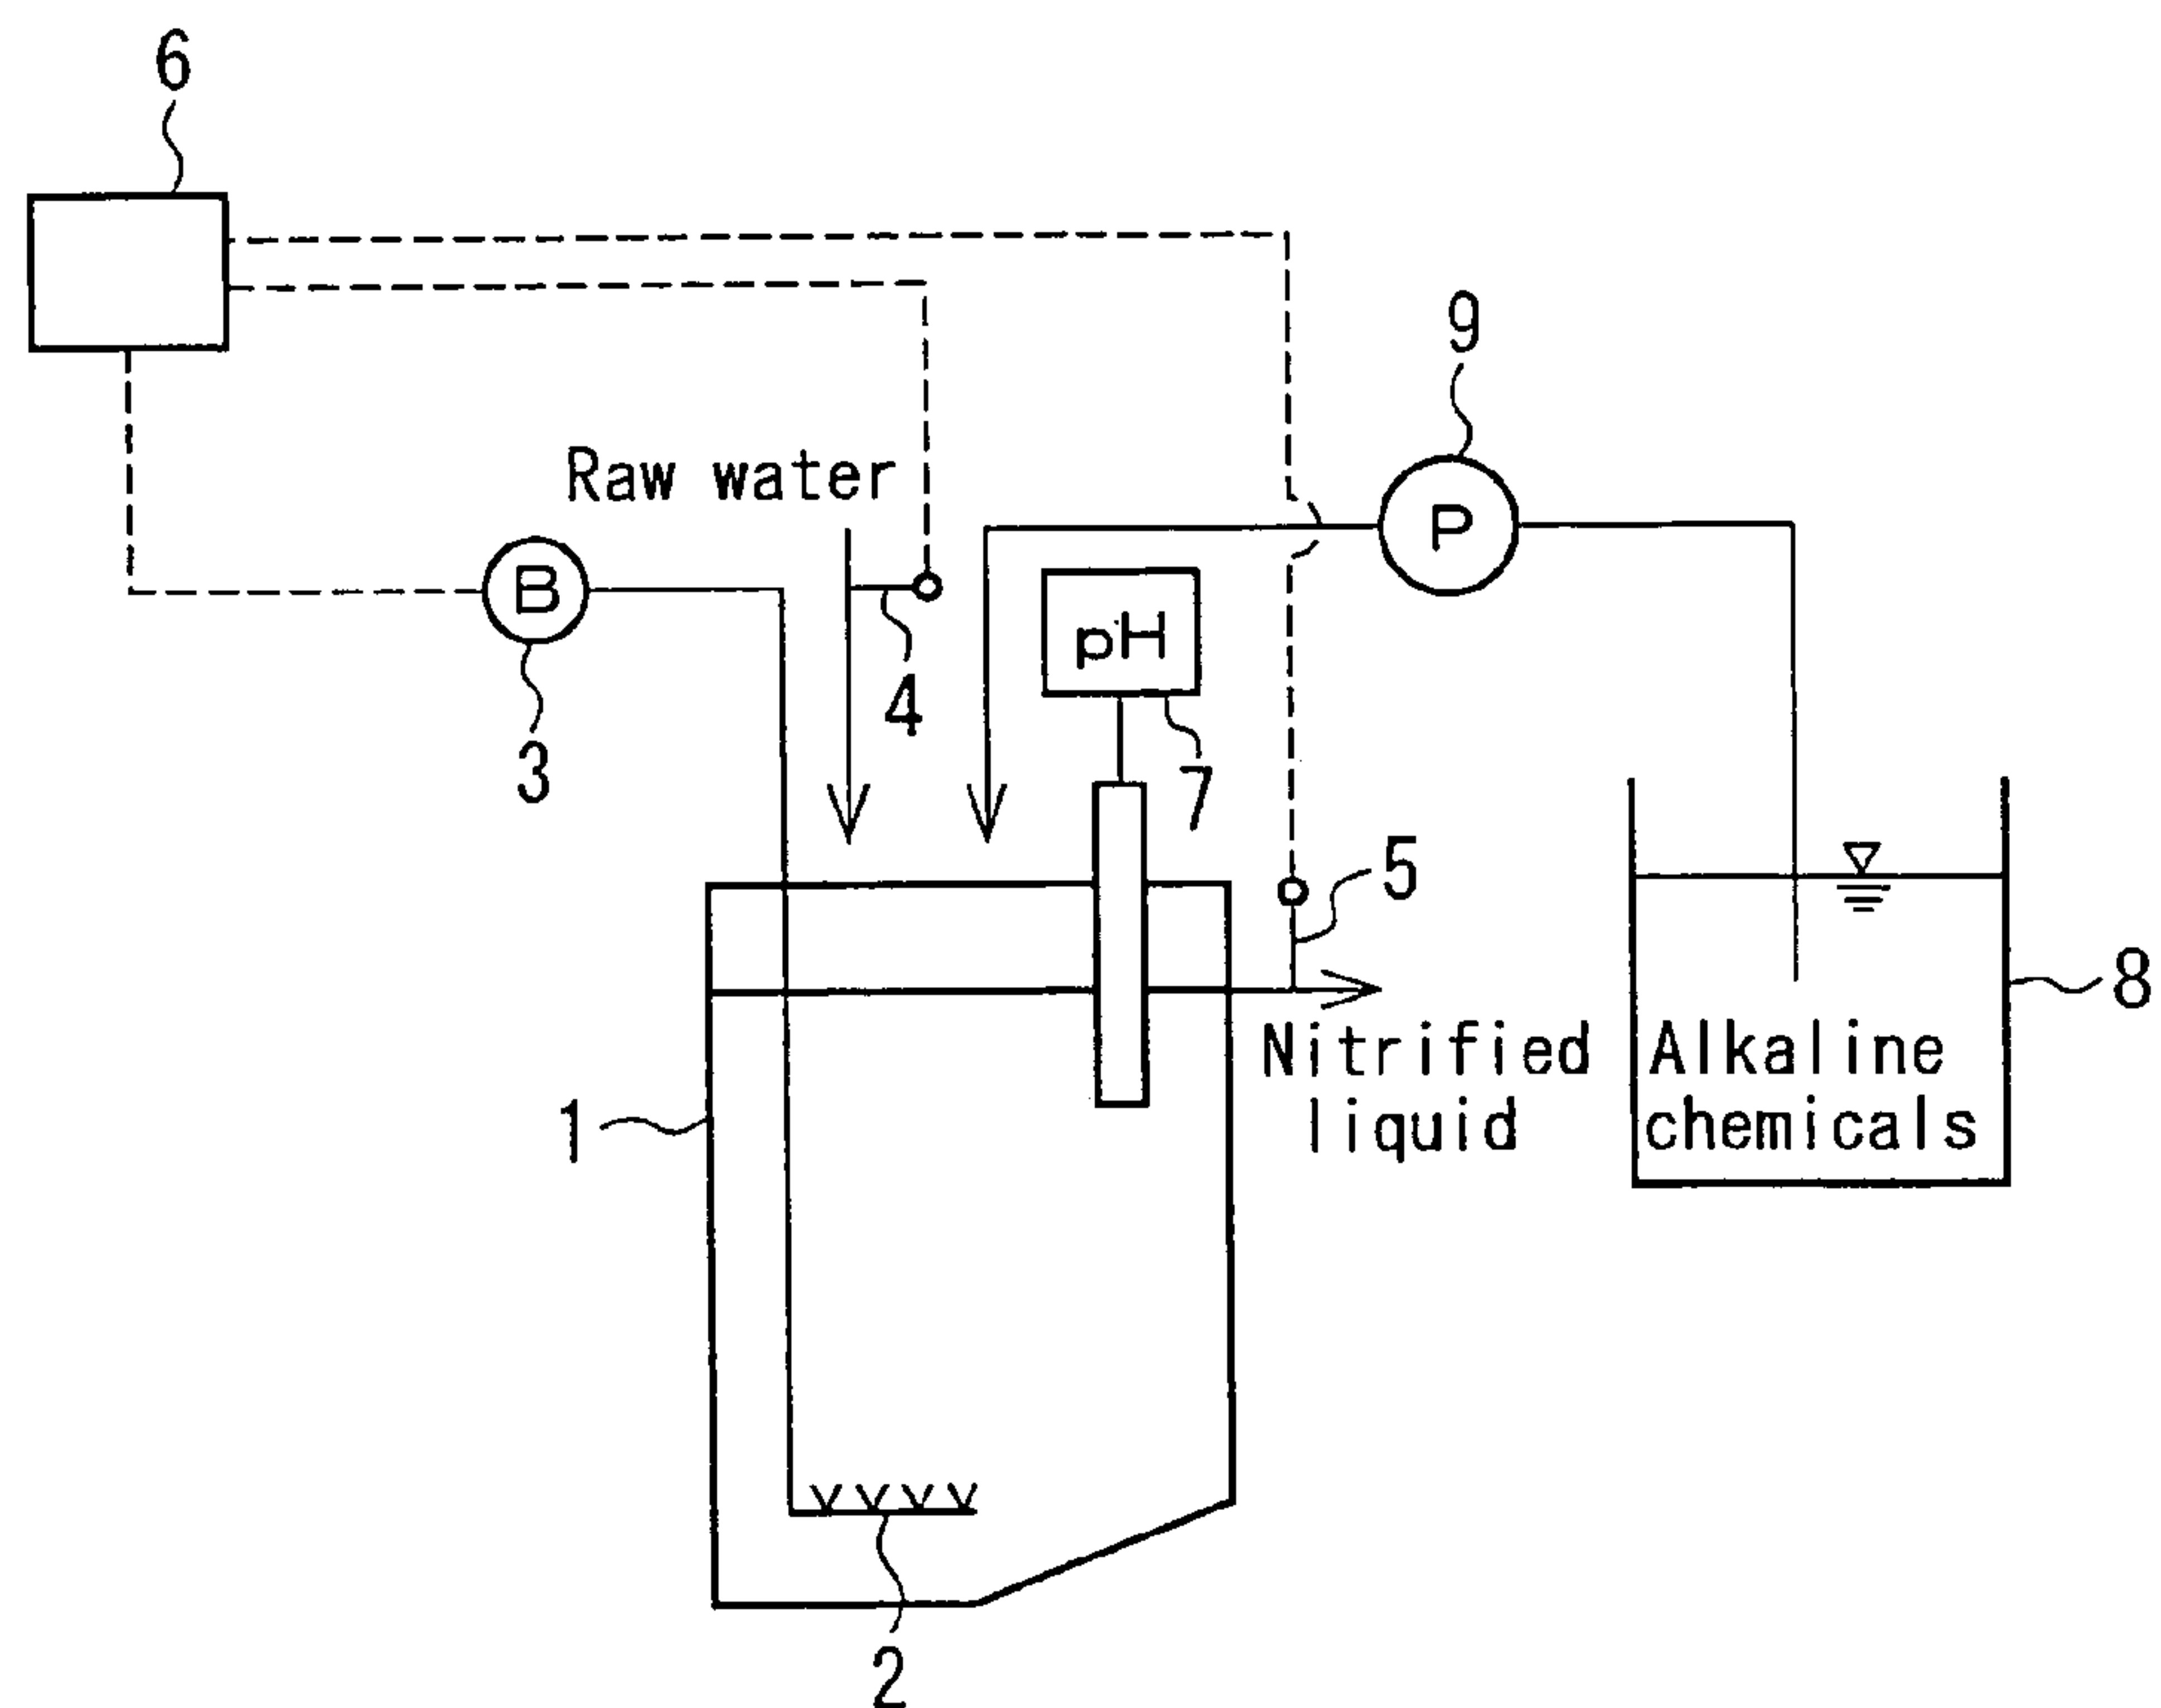 6
9
Raw water
P
B
pH
4
3
7
5
8
Nitrified
liquid
Alkaline
chemicals
1
2